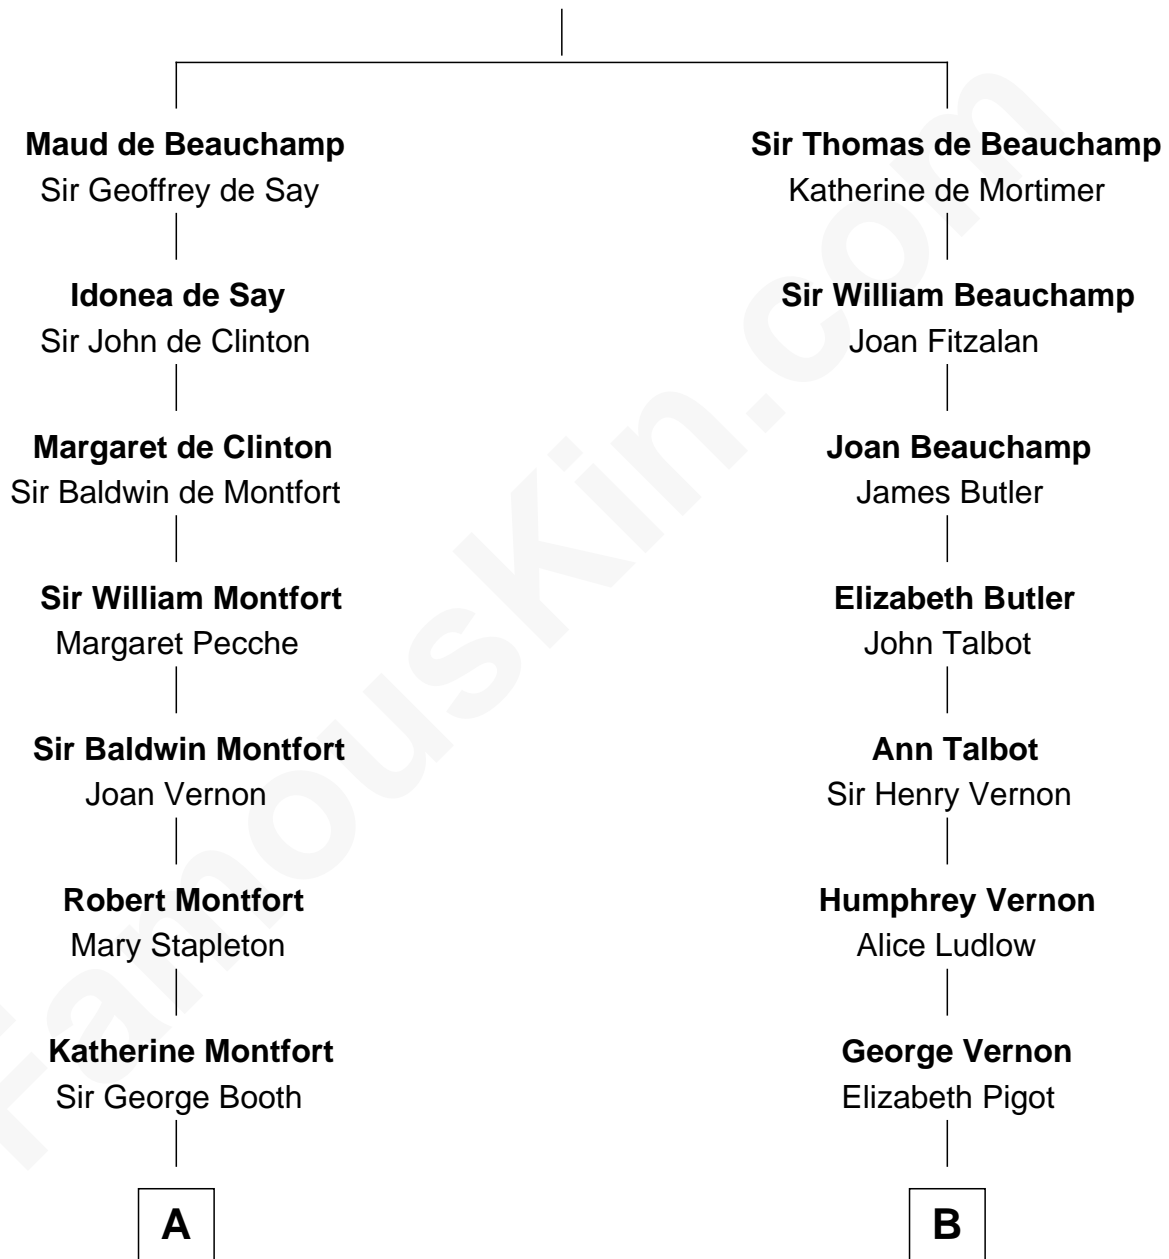 Maud de Beauchamp
Sir Geoffrey de Say
Idonea de Say
Sir John de Clinton
Margaret de Clinton
Sir Baldwin de Montfort
Sir William Montfort
Margaret Pecche
Sir Baldwin Montfort
Joan Vernon
Robert Montfort
Mary Stapleton
Katherine Montfort
Sir George Booth
A
Sir Thomas de Beauchamp
Katherine de Mortimer
Sir William Beauchamp
Joan Fitzalan
Joan Beauchamp
James Butler
Elizabeth Butler
John Talbot
Ann Talbot
Sir Henry Vernon
Humphrey Vernon
Alice Ludlow
George Vernon
Elizabeth Pigot
B
FamousKin.com